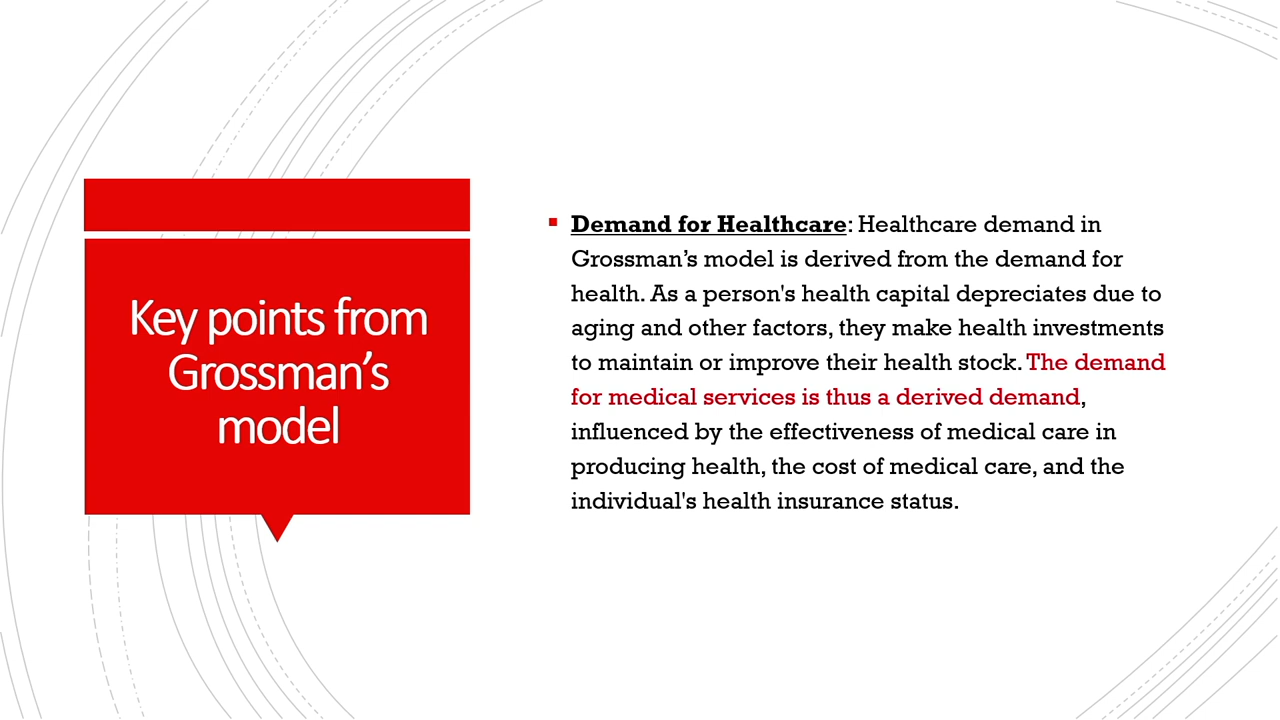 Key points from
Grossman’s
model
▪ Demand for Healthcare: Healthcare demand in
Grossman’s model is derived from the demand for
health. As a person's health capital depreciates due to
aging and other factors, they make health investments
to maintain or improve their health stock. The demand
for medical services is thus a derived demand,
influenced by the effectiveness of medical care in
producing health, the cost of medical care, and the
individual's health insurance status.